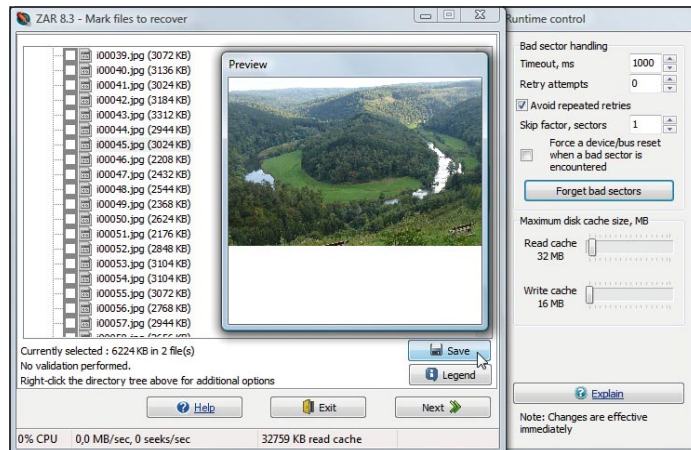 ZAR 8.3 - Mark files to recover
i00039.jpg (3072 KB)
i00040.jpg (3136 KB)
i00041.jpg (3024 KB)
i00042.jpg (3184 KB)
i00043.jpg (3312 KB)
i00044.jpg (2944 KB)
i00045.jpg (3024 KB)
i00046.jpg (2208 KB)
i00047.jpg (2432 KB)
i00048.jpg (2544 KB)
i00049.jpg (2368 KB)
i00050.jpg (2624 KB)
i00051.jpg (2176 KB)
i00052.jpg (2848 KB)
i00053.jpg (3104 KB)
i00054.jpg (3104 KB)
i00055.jpg (3072 KB)
i00056.jpg (2768 KB)
i00057.jpg (2944 KB)
Preview
Currently selected : 6224 KB in 2 file(s)
No validation performed.
Right-click the directory tree above for additional options
Save
Legend
Help
Exit
Next
0% CPU
0,0 MB/sec, 0 seeks/sec
32759 KB read cache
Runtime control
Bad sector handling
Timeout, ms 1000
Retry attempts 0
Avoid repeated retries
Skip factor, sectors 1
Force a device/bus reset
when a bad sector is
encountered
Forget bad sectors
Maximum disk cache size, MB
Read cache
32 MB
Write cache
16 MB
Explain
Note: Changes are effective
immediately